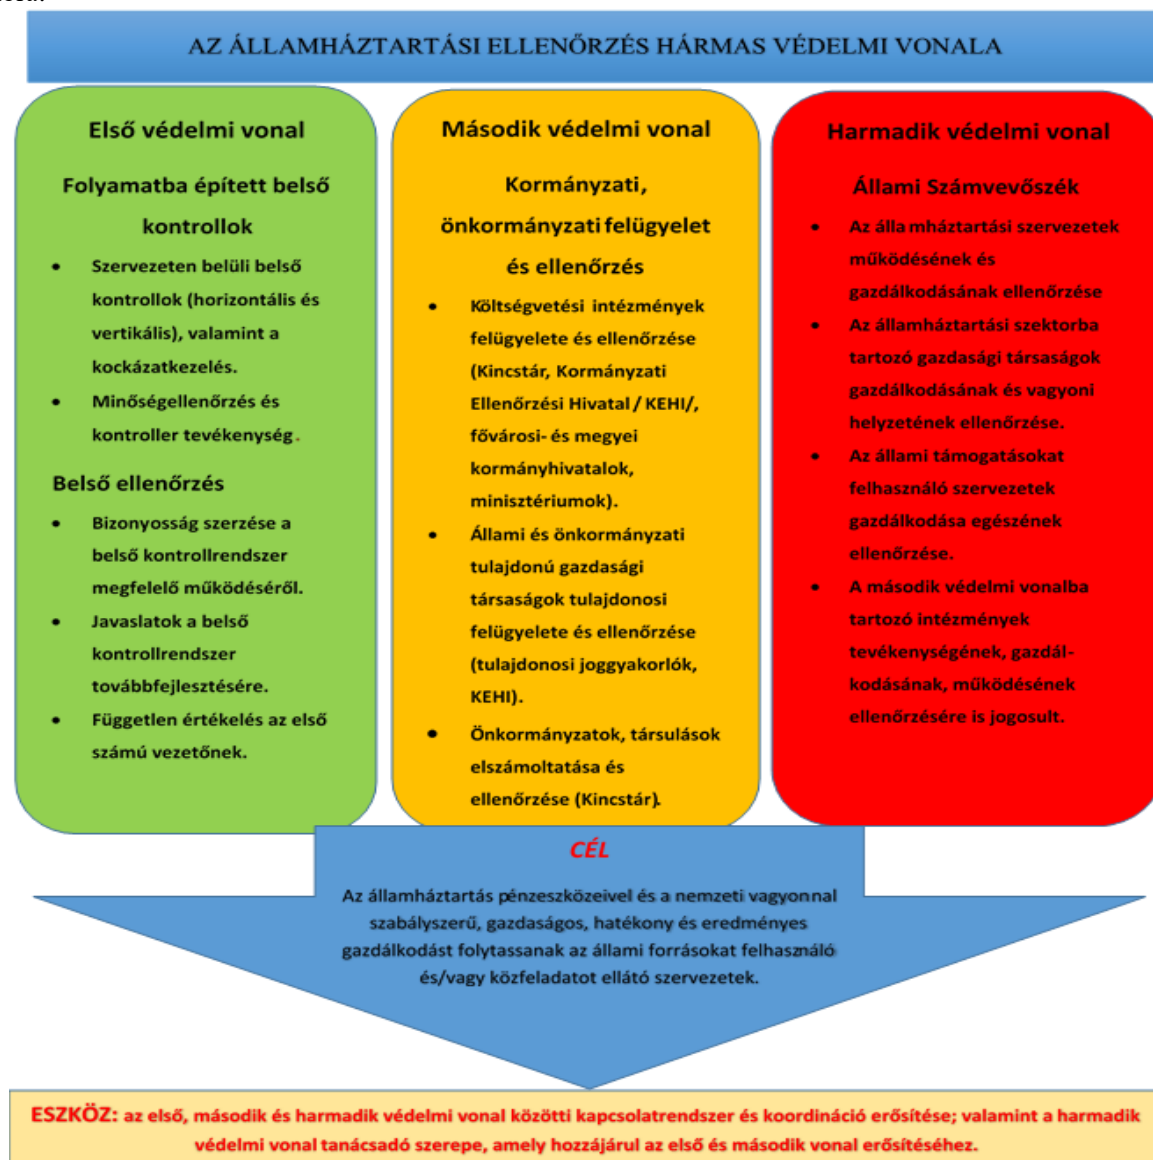 AZ ÁLLAMHÁZTARTÁSI ELLENŐRZÉS HÁRMAS VÉDELMI VONALA
Első védelmi vonal
Folyamatba épített belső
kontrollok
• Szervezeten belüli belső
kontrollok (horizontális és
vertikális), valamint a
kockázatkezelés.
• Minőségellenőrzés és
kontroller tevékenység.
Belső ellenőrzés
• Bizonyosság szerzése a
belső kontrollrendszer
megfelelő működéséről.
• Javaslatok a belső
kontrollrendszer
továbbfejlesztésére.
• Független értékelés az első
számú vezetőnek.
Második védelmi vonal
Kormányzati,
önkormányzati felügyelet
és ellenőrzés
• Költségvetési intézmények
felügyelete és ellenőrzése
(Kincstár, Kormányzati
Ellenőrzési Hivatal / KEHI/,
fővárosi- és megyei
kormányhivatalok,
minisztériumok).
• Állami és önkormányzati
tulajdonú gazdasági
társaságok tulajdonosi
felügyelete és ellenőrzése
(tulajdonosi joggyakorlók,
KEHI).
• Önkormányzatok, társulások
elszámoltatása és
ellenőrzése (Kincstár).
Harmadik védelmi vonal
Állami Számvevőszék
• Az államháztartási szervezetek
működésének és
gazdálkodásának ellenőrzése
• Az államháztartási szektorba
tartozó gazdasági társaságok
gazdálkodásának és vagyoni
helyzetének ellenőrzése.
• Az állami támogatásokat
felhasználó szervezetek
gazdálkodása egészének
ellenőrzése.
• A második védelmi vonalba
tartozó intézmények
tevékenységének, gazdál-
kodásának, működésének
ellenőrzésére is jogosult.
CÉL
Az államháztartás pénzeszközeivel és a nemzeti vagyonnal
szabályszerű, gazdaságos, hatékony és eredményes
gazdálkodást folytassanak az állami forrásokat felhasználó
és/vagy közfeladatot ellátó szervezetek.
ESZKÖZ: az első, második és harmadik védelmi vonal közötti kapcsolatrendszer és koordináció erősítése; valamint a harmadik
védelmi vonal tanácsadó szerepe, amely hozzájárul az első és második vonal erősítéséhez.